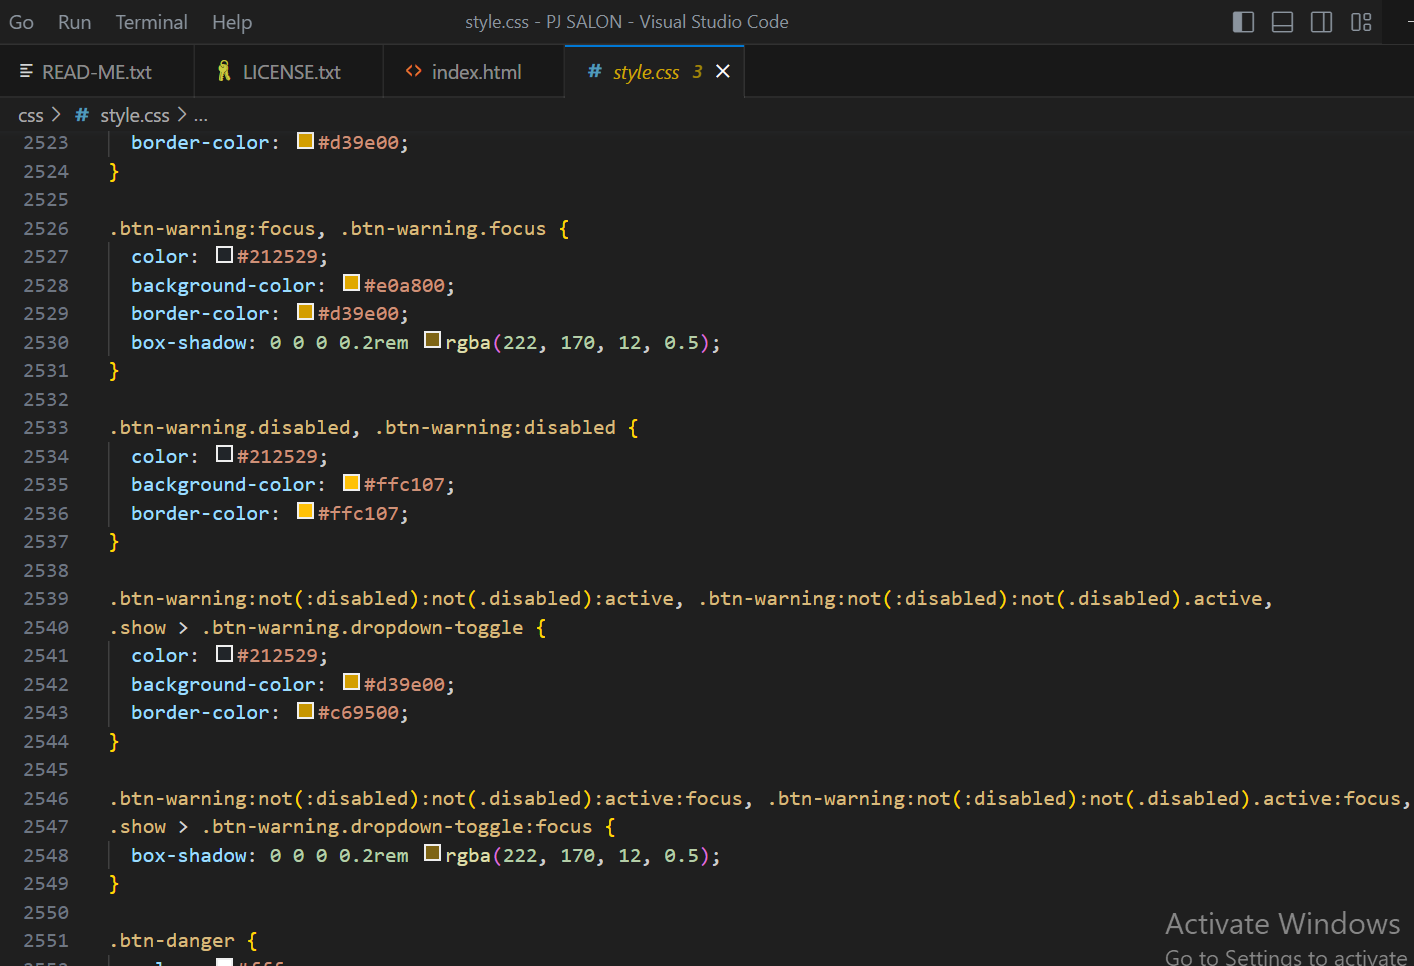 Go Run Terminal Help style.css - PJ SALON - Visual Studio Code
READ-ME.txt LICENSE.txt <> index.html # style.css 3
css > # style.css > ...
2523 border-color: #d39e00;
2524 }
2525
2526 .btn-warning:focus, .btn-warning.focus {
2527 color: #212529;
2528 background-color: #e0a800;
2529 border-color: #d39e00;
2530 box-shadow: 0 0 0 0.2rem rgba(222, 170, 12, 0.5);
2531 }
2532
2533 .btn-warning.disabled, .btn-warning:disabled {
2534 color: #212529;
2535 background-color: #ffc107;
2536 border-color: #ffc107;
2537 }
2538
2539 .btn-warning:not(:disabled):not(.disabled):active, .btn-warning:not(:disabled):not(.disabled).active,
2540 .show > .btn-warning.dropdown-toggle {
2541 color: #212529;
2542 background-color: #d39e00;
2543 border-color: #c69500;
2544 }
2545
2546 .btn-warning:not(:disabled):not(.disabled):active:focus, .btn-warning:not(:disabled):not(.disabled).active:focus,
2547 .show > .btn-warning.dropdown-toggle:focus {
2548 box-shadow: 0 0 0 0.2rem rgba(222, 170, 12, 0.5);
2549 }
2550
2551 .btn-danger {
Activate Windows
Go to Settings to activate